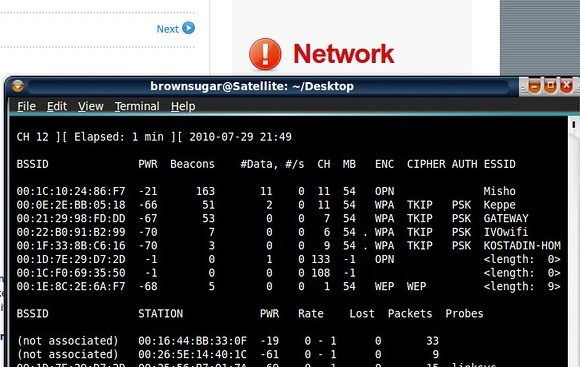 Next
Network
brownsugar@Satellite: ~/Desktop
File Edit View Terminal Help
CH 12 ][ Elapsed: 1 min ][ 2010-07-29 21:49
BSSID PWR Beacons #Data, #/s CH MB ENC CIPHER AUTH ESSID
00:1C:10:24:86:F7 -21 163 11 0 11 54 OPN Misho
00:0E:2E:BB:05:18 -66 51 2 0 11 54 WPA TKIP PSK Keppe
00:21:29:98:FD:DD -67 53 0 0 7 54 WPA TKIP PSK GATEWAY
00:22:B0:91:B2:99 -70 7 0 0 6 54 . WPA TKIP PSK IVOwifi
00:1F:33:8B:C6:16 -70 3 0 0 9 54 . WPA TKIP PSK KOSTADIN-HOM
00:1D:7E:29:D7:2D -1 0 1 0 133 -1 OPN <length: 0>
00:1C:F0:69:35:50 -1 0 0 0 108 -1 <length: 0>
00:1E:8C:2E:6A:F7 -68 5 0 0 1 54 WEP WEP <length: 9>
BSSID STATION PWR Rate Lost Packets Probes
(not associated) 00:16:44:BB:33:0F -19 0 - 1 0 33
(not associated) 00:26:5E:14:40:1C -61 0 - 1 0 9